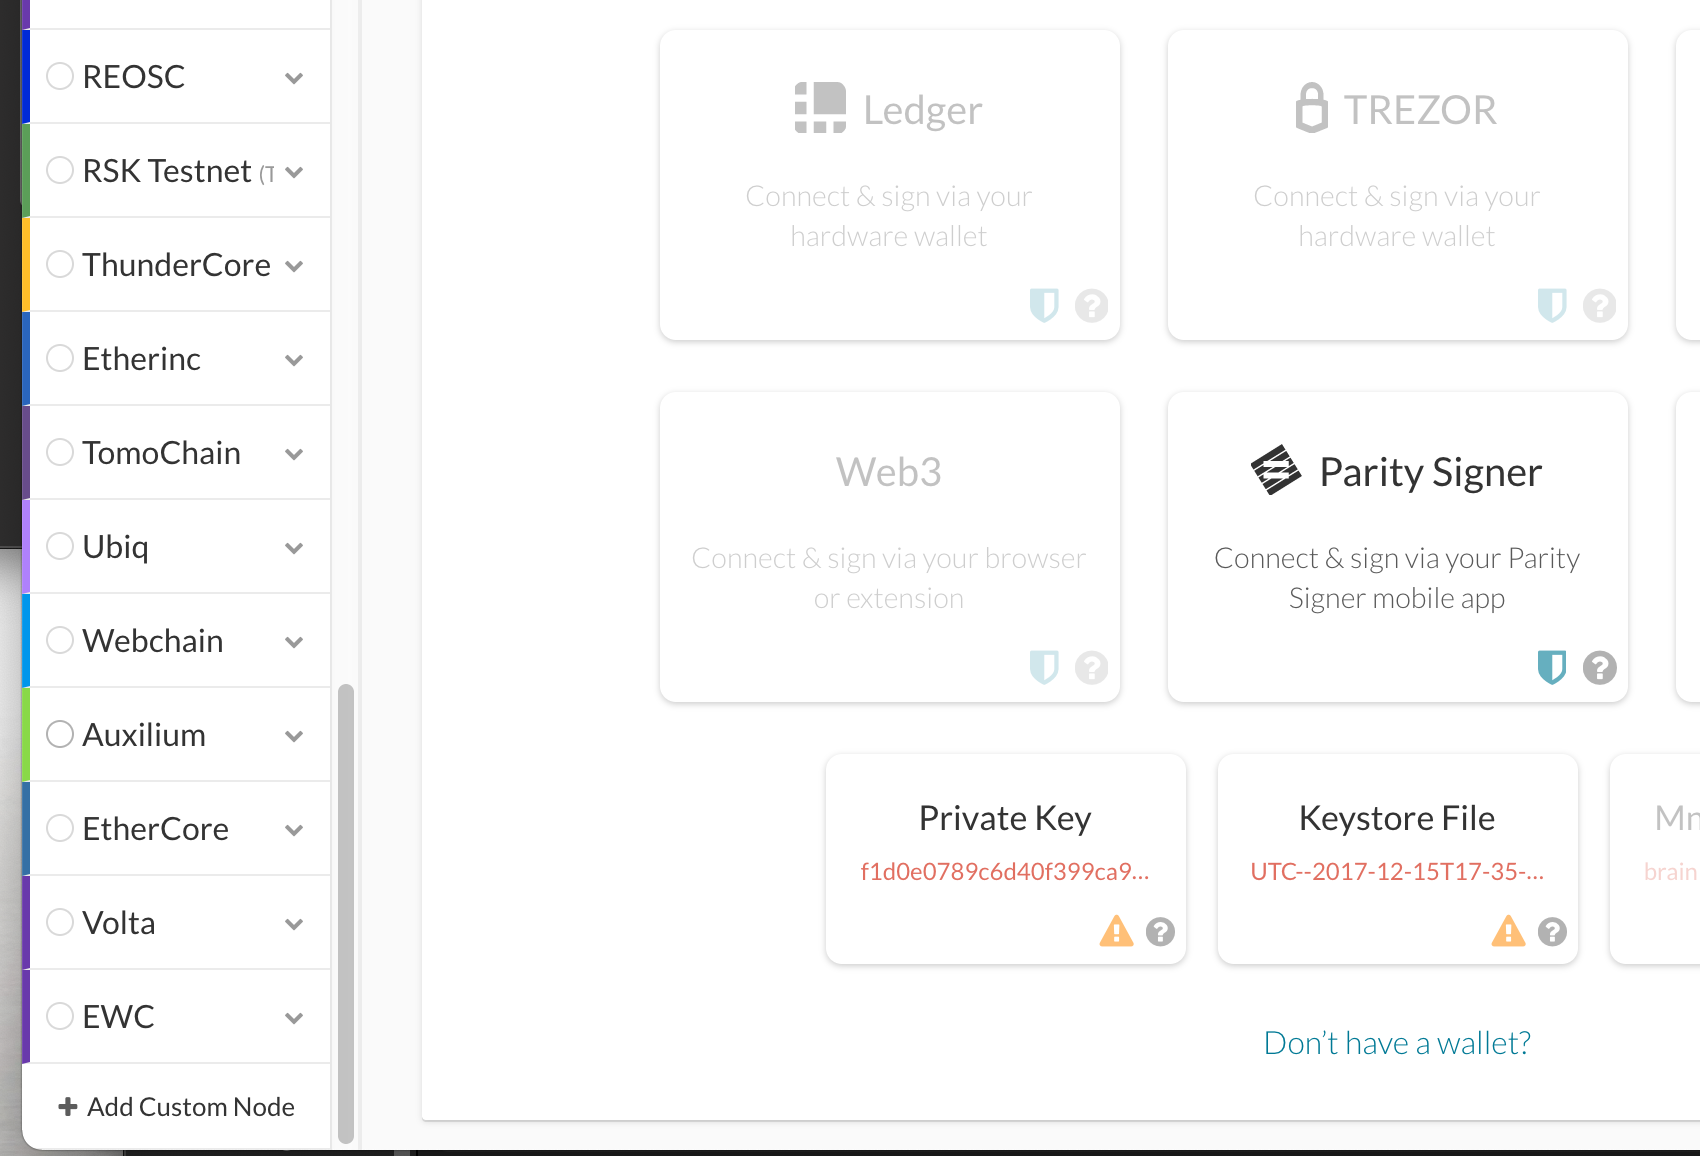 REOSC
RSK Testnet (T
ThunderCore
Etherinc
TomoChain
Ubiq
Webchain
Auxilium
EtherCore
Volta
EWC
Add Custom Node
Ledger
Connect & sign via your
hardware wallet
TREZOR
Connect & sign via your
hardware wallet
Web3
Connect & sign via your browser
or extension
Parity Signer
Connect & sign via your Parity
Signer mobile app
Private Key
f1d0e0789c6d40f399ca9...
Keystore File
UTC--2017-12-15T17-35-...
Mn
brain
Don't have a wallet?